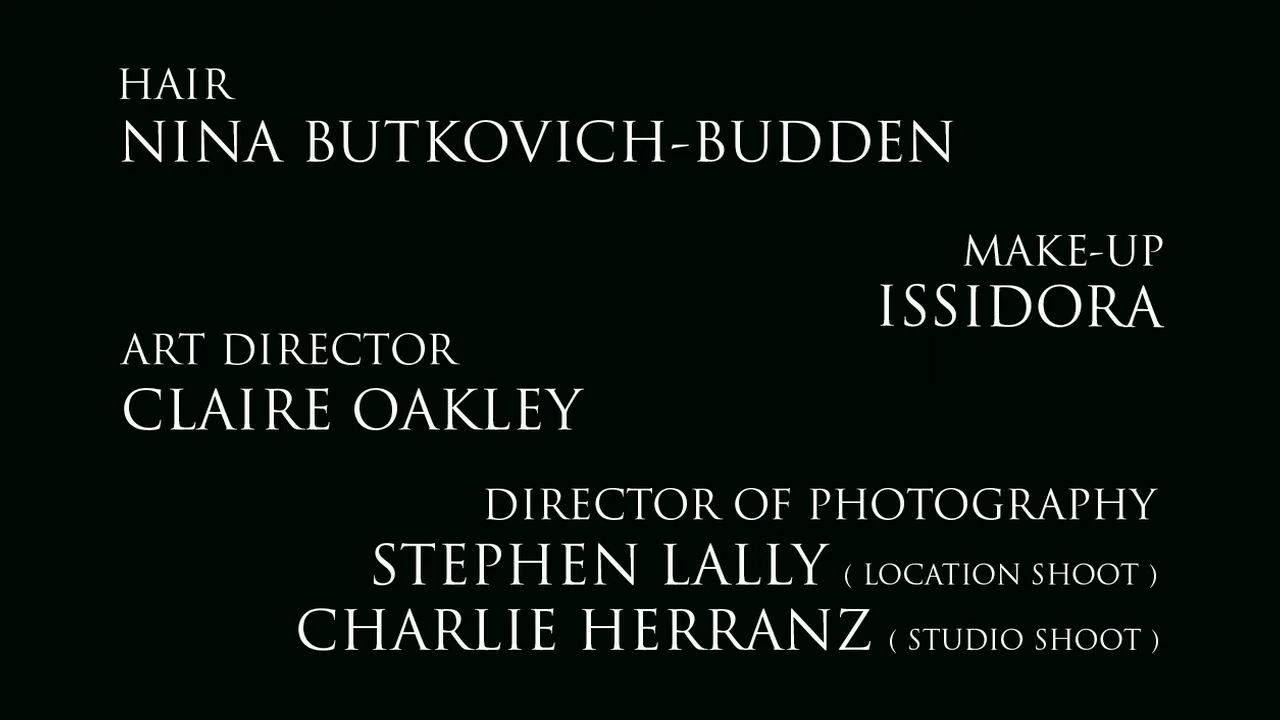 HAIR
NINA BUTKOVICH-BUDDEN
MAKE-UP
ISSIDORA
ART DIRECTOR
CLAIRE OAKLEY
DIRECTOR OF PHOTOGRAPHY
STEPHEN LALLY ( LOCATION SHOOT )
CHARLIE HERRANZ ( STUDIO SHOOT )